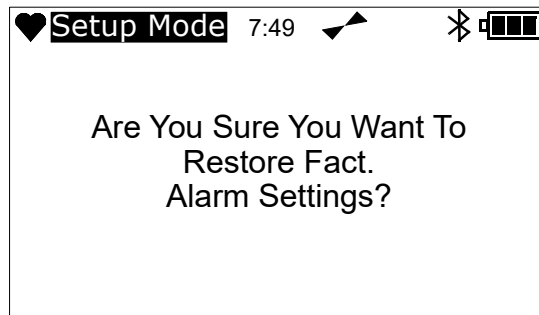 Setup Mode 7:49
Are You Sure You Want To
Restore Fact.
Alarm Settings?